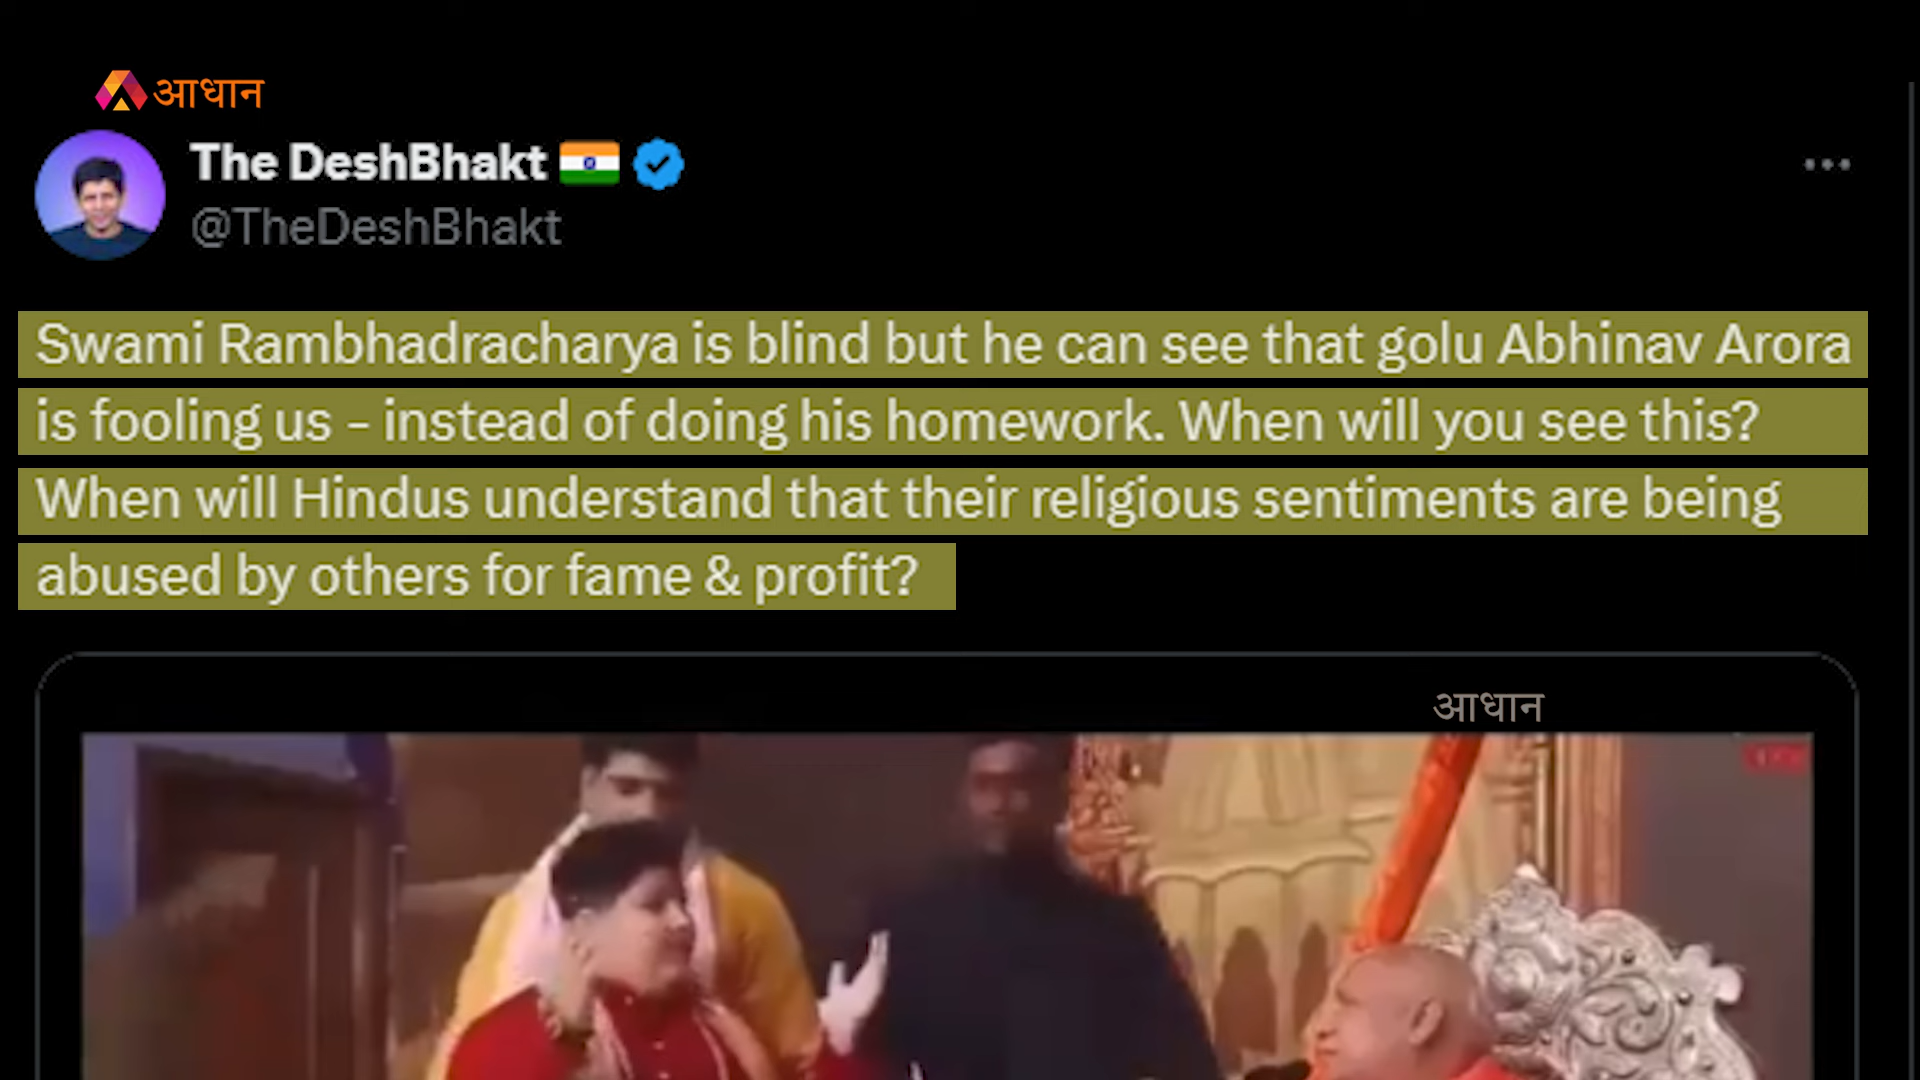 आधान
The DeshBhakt
@TheDeshBhakt
Swami Rambhadracharya is blind but he can see that golu Abhinav Arora
is fooling us - instead of doing his homework. When will you see this?
When will Hindus understand that their religious sentiments are being
abused by others for fame & profit?
आधान